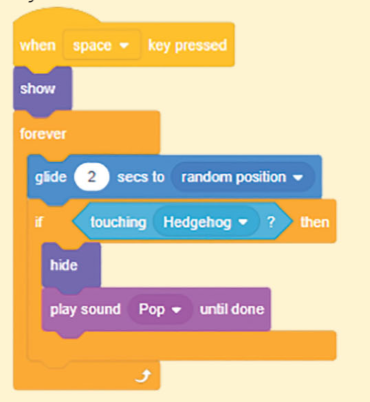 when space key pressed
show
forever
glide 2 secs to random position
if touching Hedgehog ? then
hide
play sound Pop until done